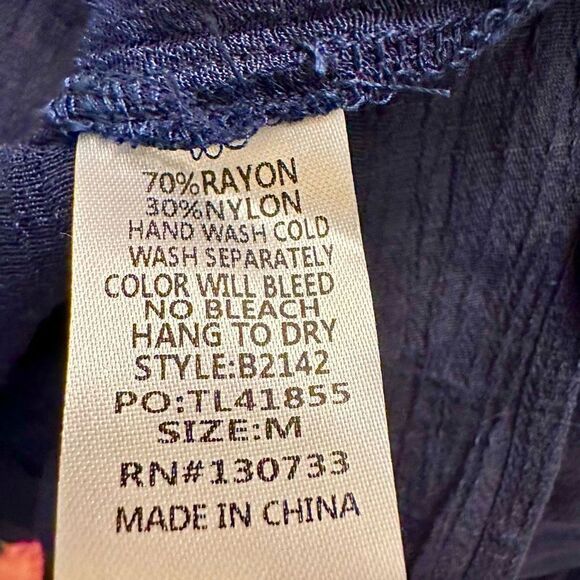 70%RAYON
30%NYLON
HAND WASH COLD
WASH SEPARATELY
COLOR WILL BLEED
NO BLEACH
HANG TO DRY
STYLE:B2142
PO:TL41855
SIZE:M
RN#130733
MADE IN CHINA